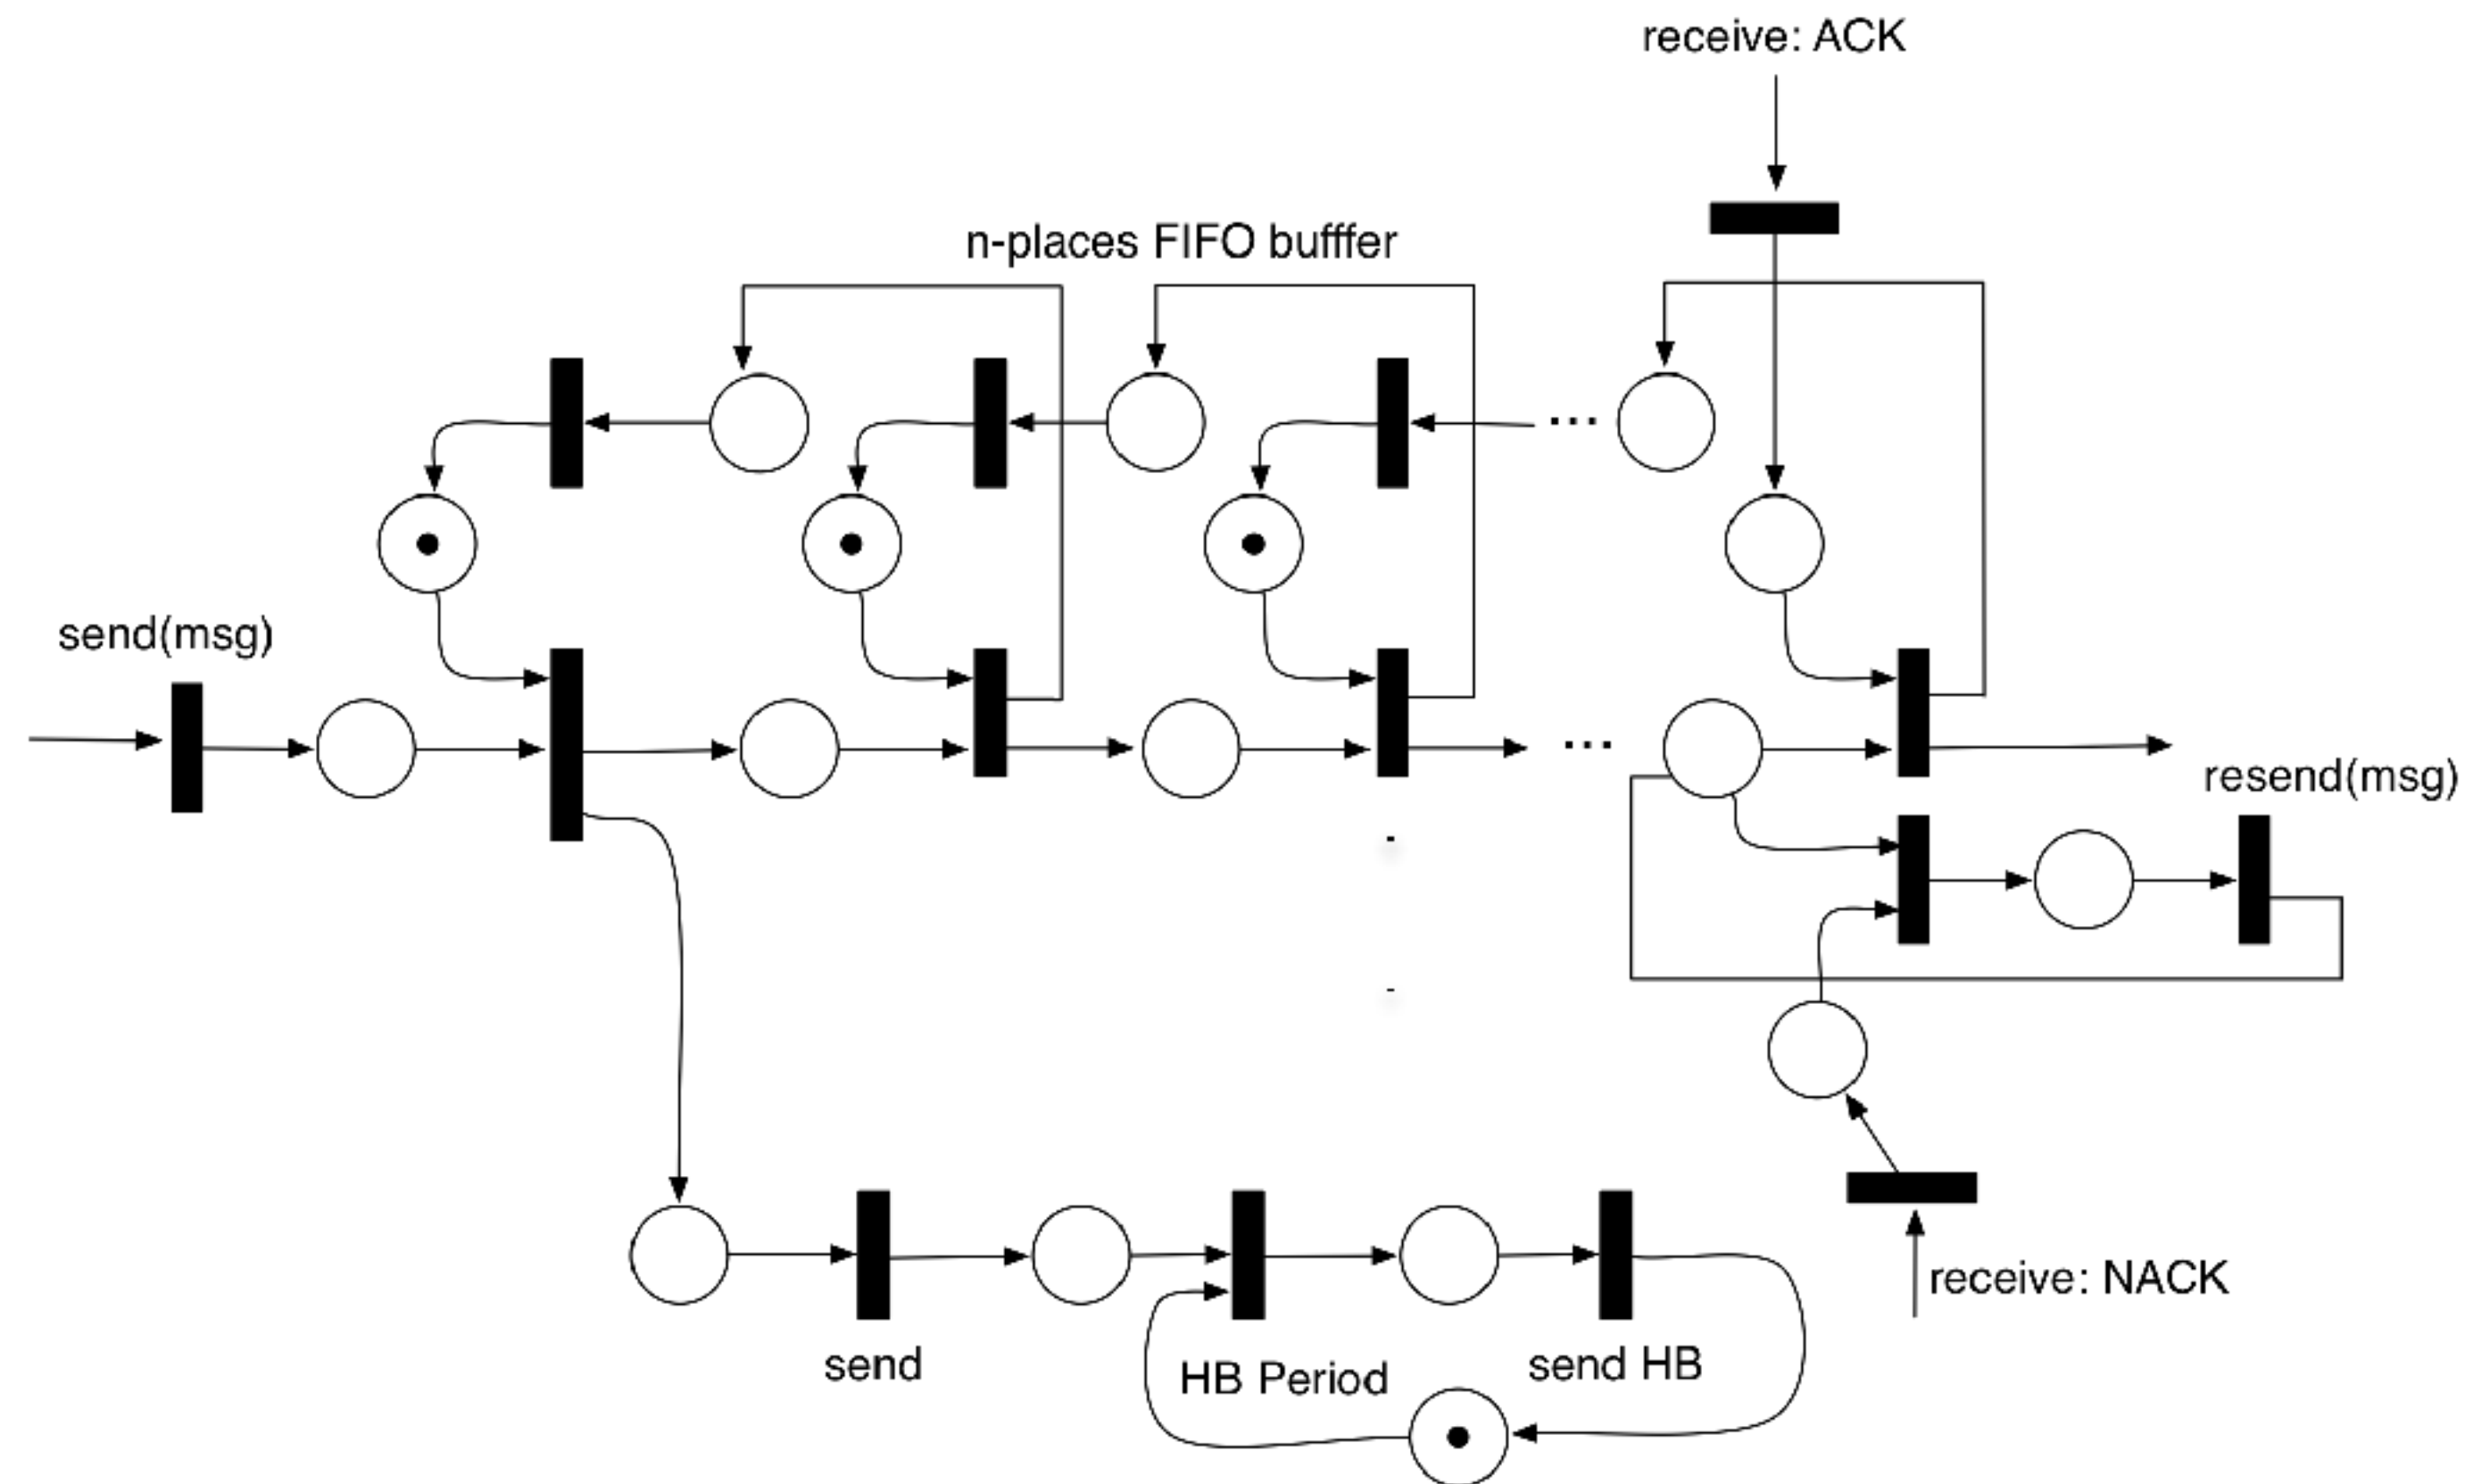 receive: ACK
n-places FIFO bufffer
send(msg)
...
...
resend(msg)
receive: NACK
send
HB Period
send HB